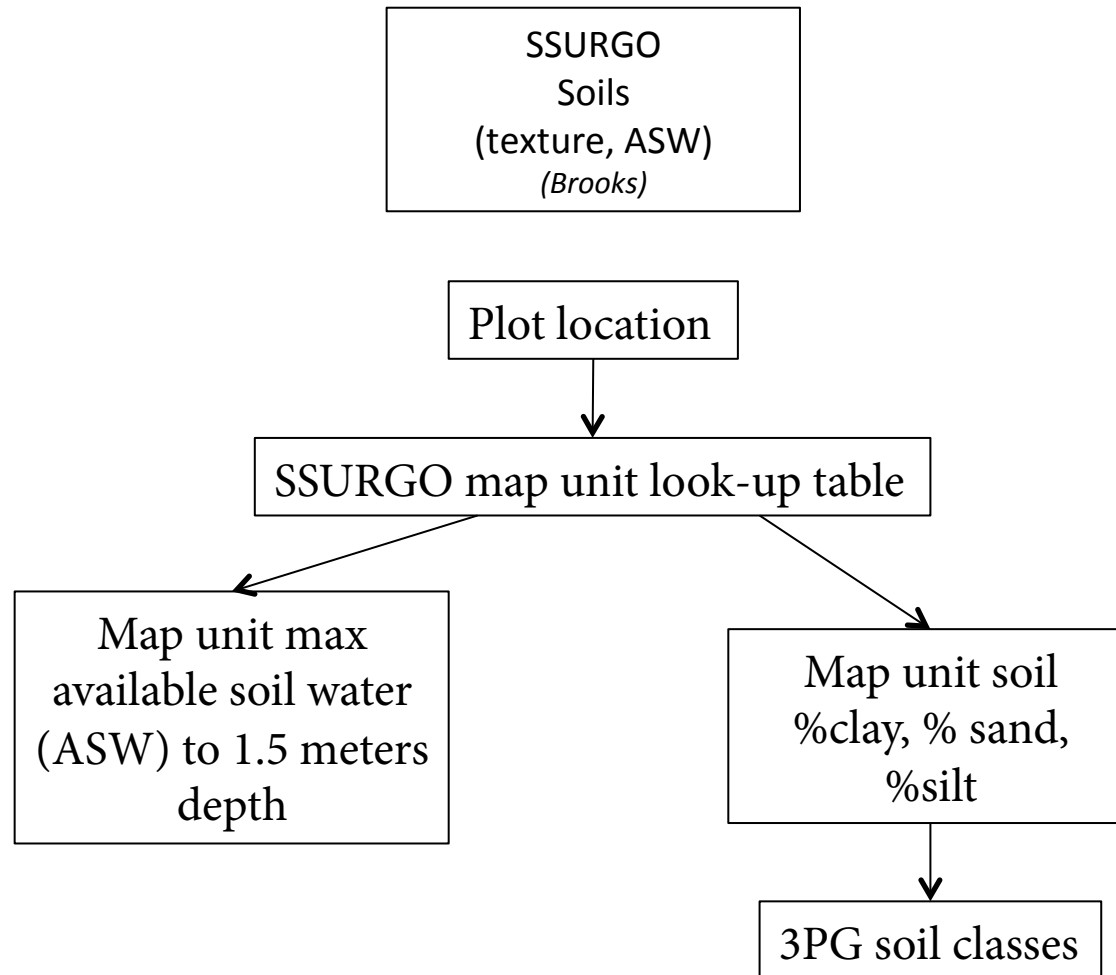 SSURGO
Soils
(texture, ASW)
(Brooks)
Plot location
SSURGO map unit look-up table
Map unit max
available soil water
(ASW) to 1.5 meters
depth
Map unit soil
%clay, % sand,
%silt
3PG soil classes